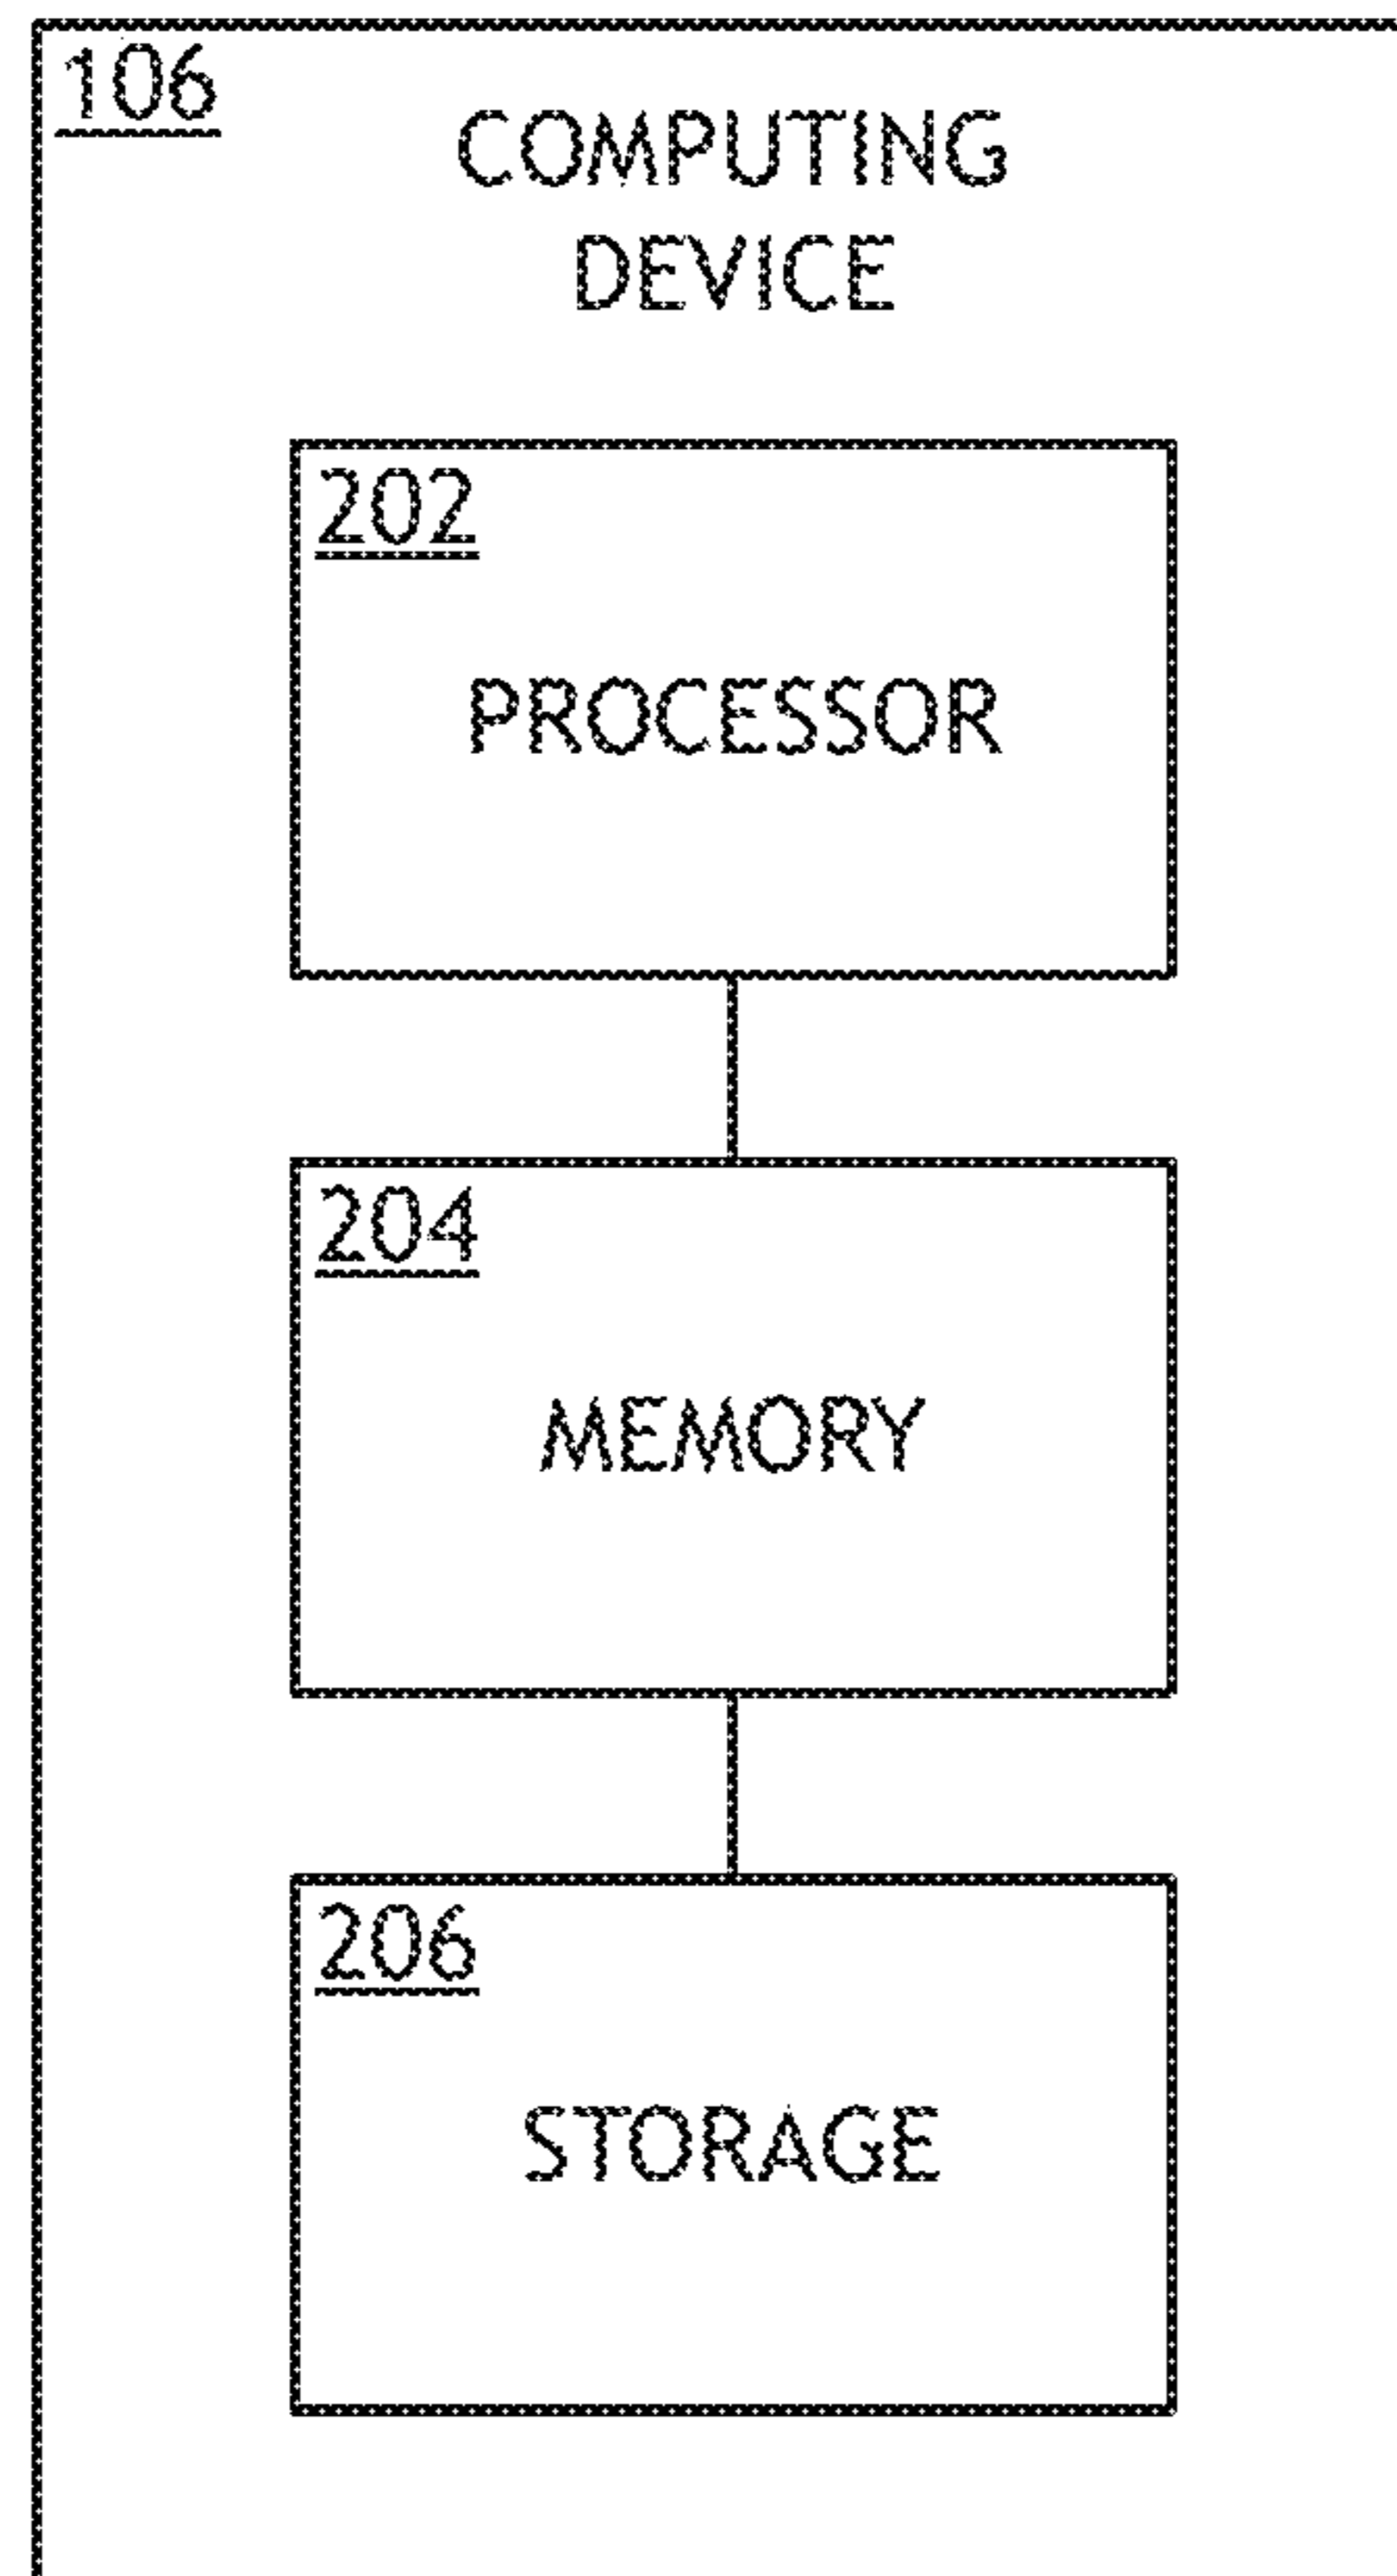 106
COMPUTING
DEVICE
202
PROCESSOR
204
MEMORY
206
STORAGE